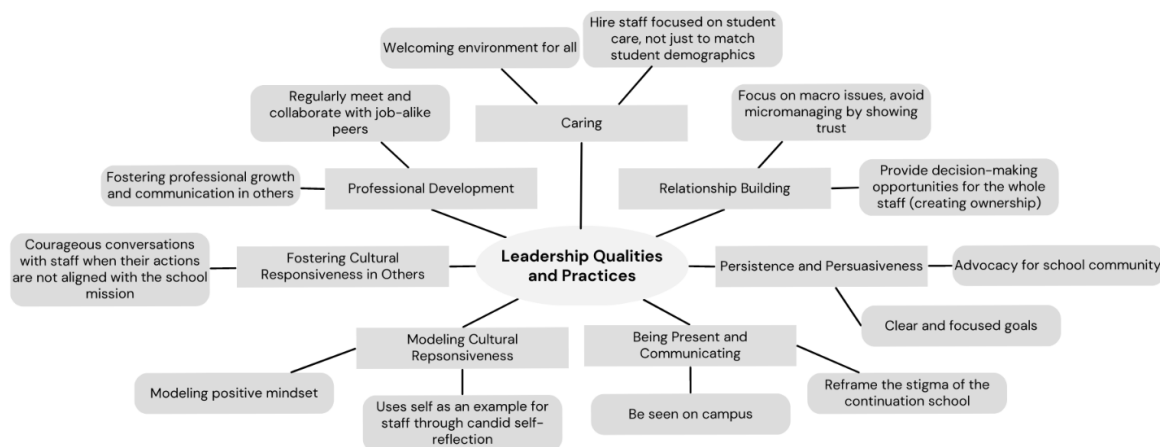 Hire staff focused on student
care, not just to match
student demographics
Welcoming environment for all
Caring
Regularly meet and
collaborate with job-alike
peers
Focus on macro issues, avoid
micromanaging by showing
trust
Fostering professional growth
and communication in others
Professional Development
Relationship Building
Provide decision-making
opportunities for the whole
staff (creating ownership)
Courageous conversations
with staff when their actions
are not aligned with the school
mission
Fostering Cultural
Responsiveness in Others
Leadership Qualities
and Practices
Persistence and Persuasiveness
Advocacy for school community
Clear and focused goals
Modeling Cultural
Repsonsiveness
Being Present and
Communicating
Modeling positive mindset
Uses self as an example for
staff through candid self-
reflection
Be seen on campus
Reframe the stigma of the
continuation school